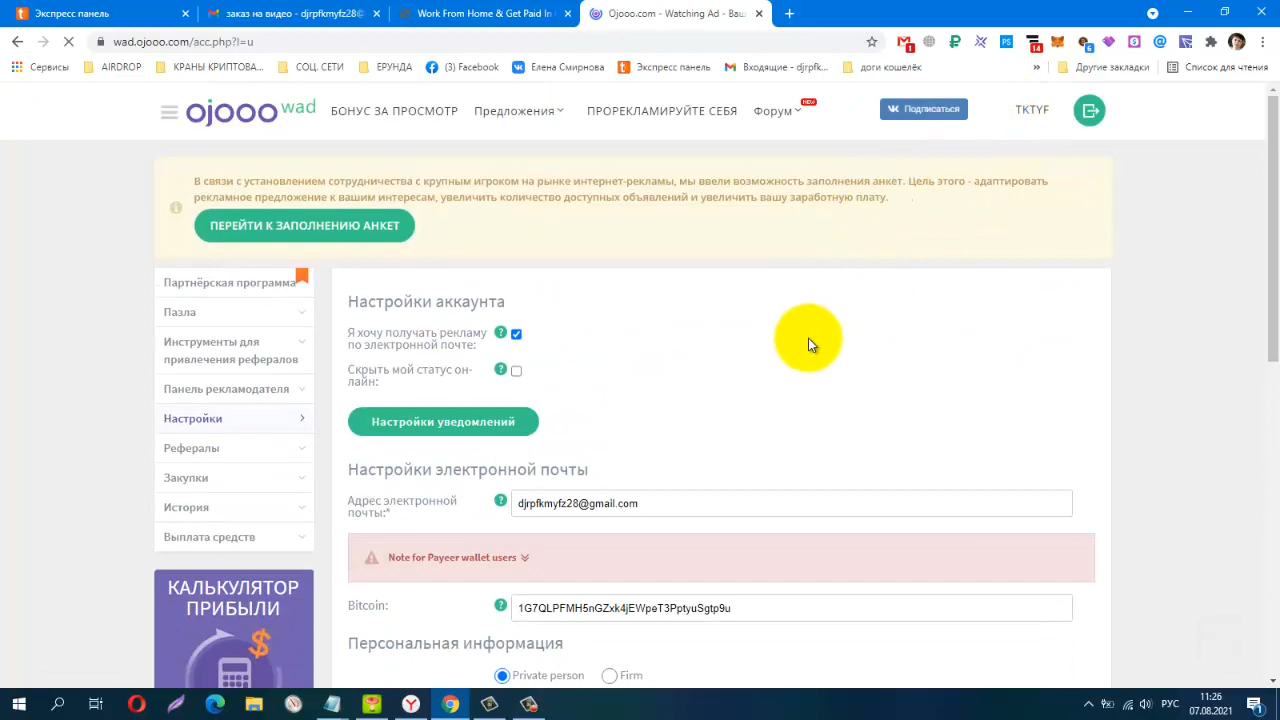 Экспресс панель
заказ на видео - djrpfkmyfz28@
Work From Home & Get Paid In
Ojooo.com - Watching Ad - Ваш
wad.ojooo.com/acc.php?!=u
Сервисы
AIRDROP
КРАНЫ КРИПТОВА...
СОЦ. СЕТИ
ЕРУНДА
(3) Facebook
Елена Смирнова
Экспресс панель
Входящие - djrpfk...
доги кошелёк
Другие закладки
Список для чтения
ojooo wad
БОНУС ЗА ПРОСМОТР
Предложения
ПРОРЕКЛАМИРУЙТЕ СЕБЯ
Форум
NEW
Подписаться
TKTYF
В связи с установлением сотрудничества с крупным игроком на рынке интернет-рекламы, мы ввели возможность заполнения анкет. Цель этого - адаптировать
рекламное предложение к вашим интересам, увеличить количество доступных объявлений и увеличить вашу заработную плату.
ПЕРЕЙТИ К ЗАПОЛНЕНИЮ АНКЕТ
Партнёрская программа
Пазла
Инструменты для
привлечения рефералов
Панель рекламодателя
Настройки
Рефералы
Закупки
История
Выплата средств
КАЛЬКУЛЯТОР
ПРИБЫЛИ
Настройки аккаунта
Я хочу получать рекламу
по электронной почте:
Скрыть мой статус он-
лайн:
Настройки уведомлений
Настройки электронной почты
Адрес электронной
почты:*
djrpfkmyfz28@gmail.com
Note for Payeer wallet users
Bitcoin:
1G7QLPFMH5nGZxk4jEWpeT3PptyuSgtp9u
Персональная информация
Private person
Firm
РУС
11:26
07.08.2021